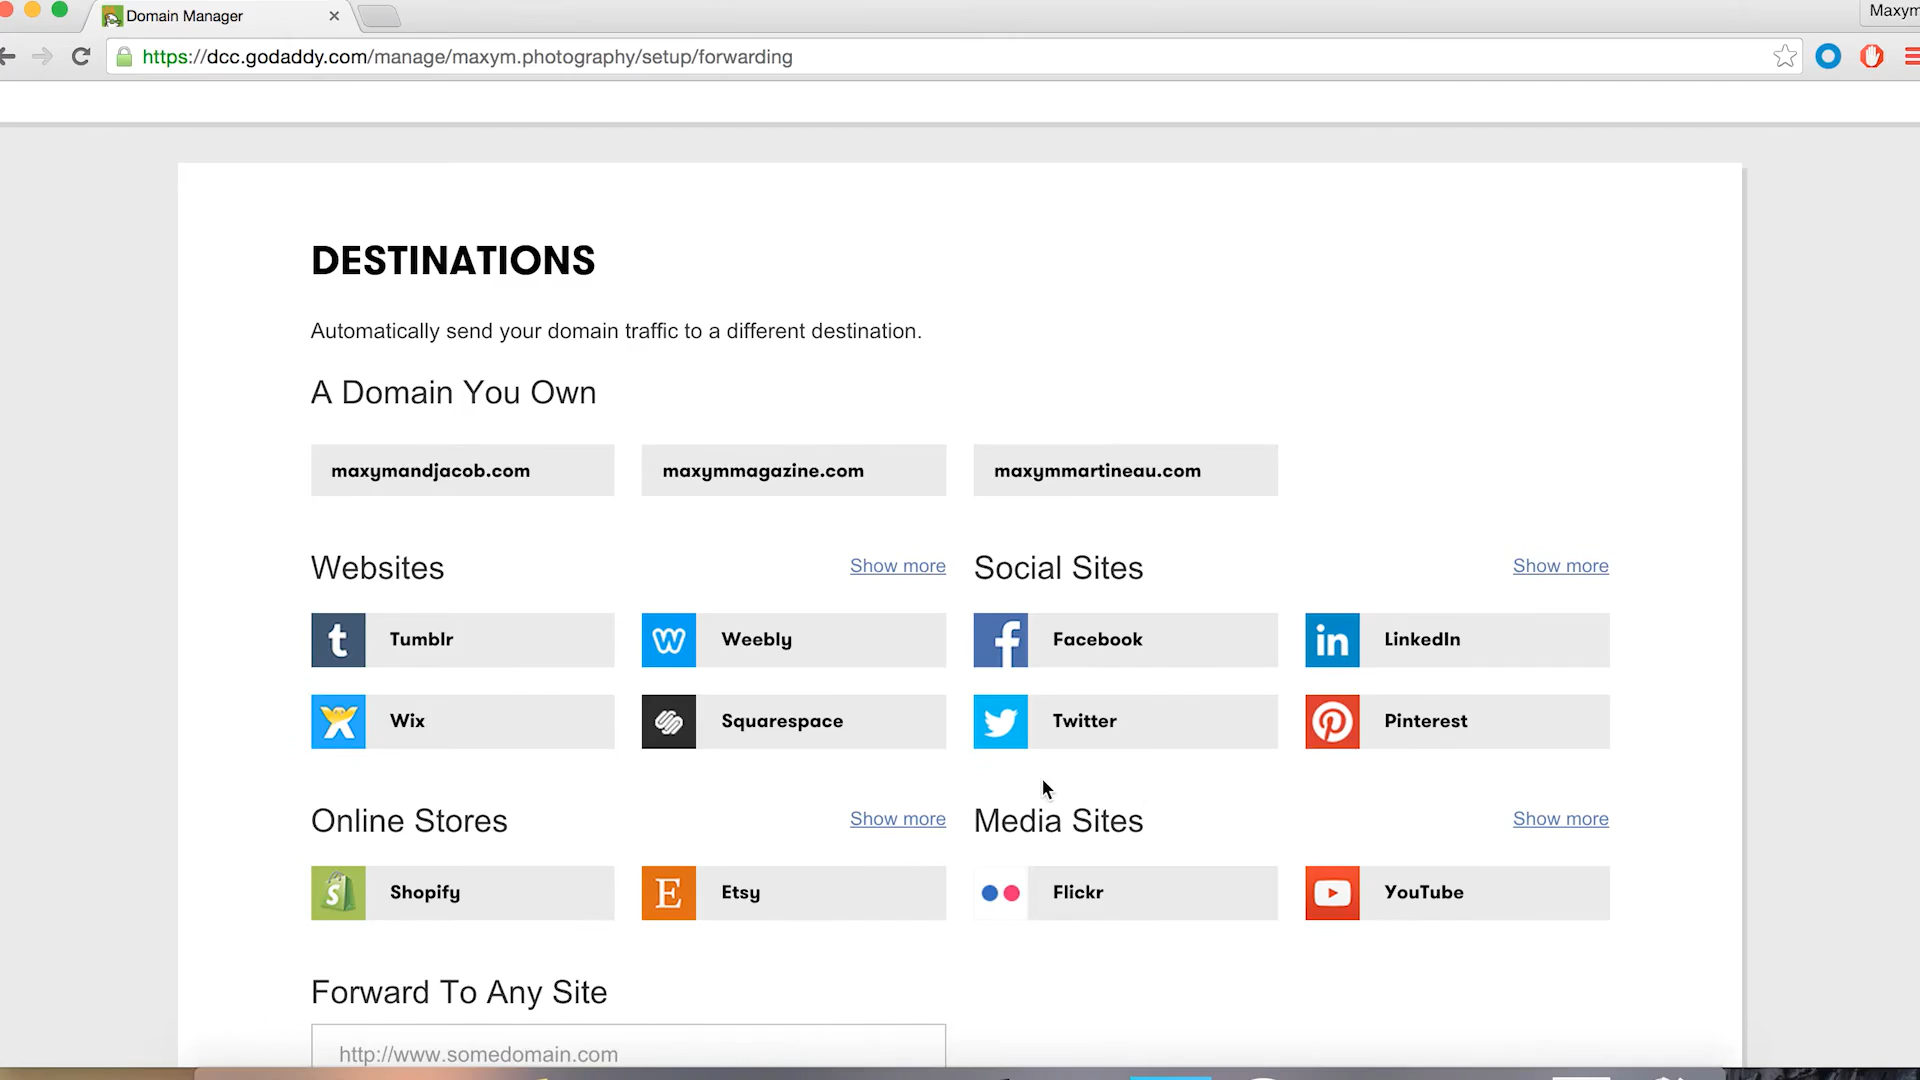 Domain Manager
Maxym
https://dcc.godaddy.com/manage/maxym.photography/setup/forwarding
DESTINATIONS
Automatically send your domain traffic to a different destination.
A Domain You Own
maxymandjacob.com
maxymmagazine.com
maxymmartineau.com
Websites
Show more
Tumblr
Weebly
Wix
Squarespace
Social Sites
Show more
Facebook
LinkedIn
Twitter
Pinterest
Online Stores
Show more
Shopify
Etsy
Media Sites
Show more
Flickr
YouTube
Forward To Any Site
http://www.somedomain.com